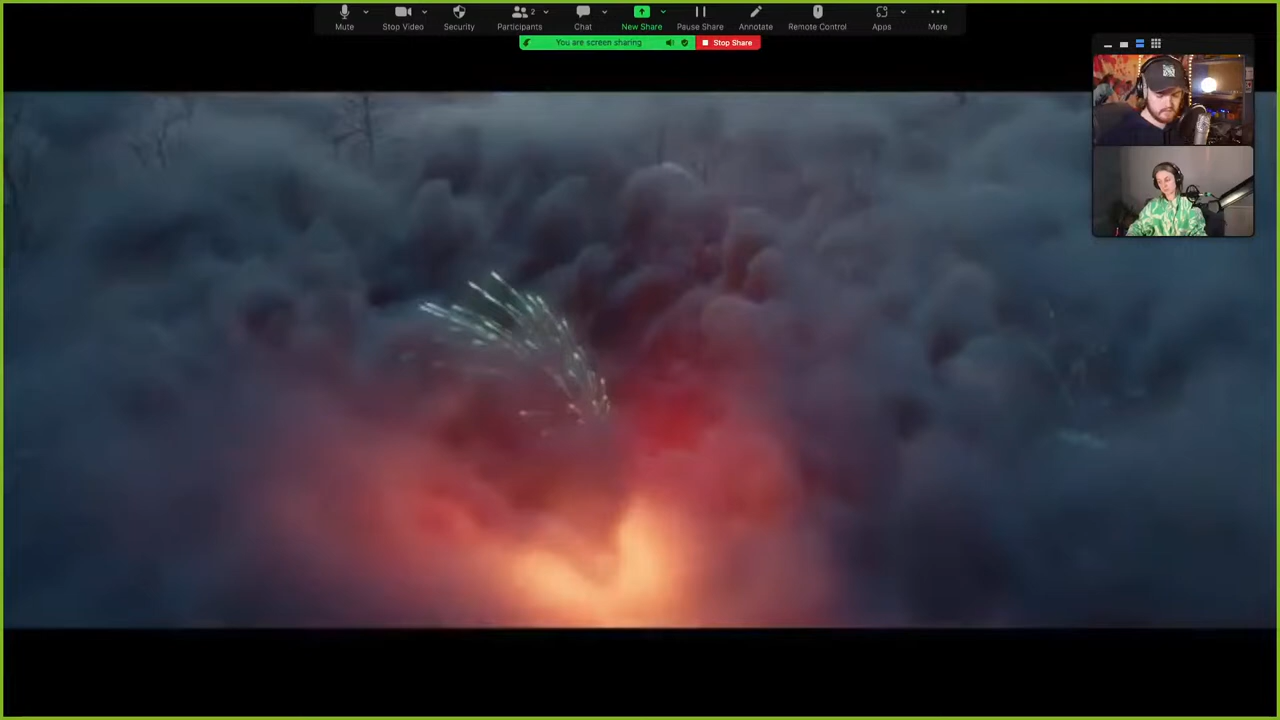 Mute
Stop Video
Security
Participants 2
Chat
New Share
Pause Share
Annotate
Remote Control
Apps
More
You are screen sharing
Stop Share